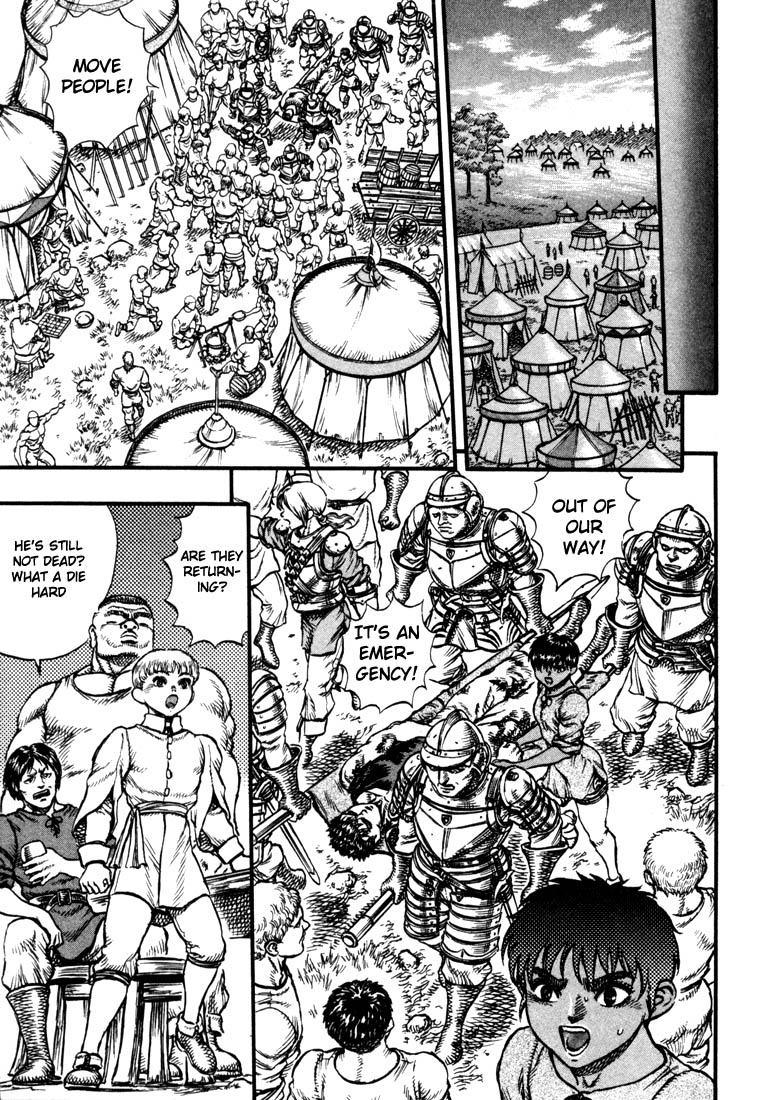 MOVE
PEOPLE!
OUT OF
OUR
WAY!
IT'S AN
EMER-
GENCY!
ARE THEY
RETURN-
ING?
HE'S STILL
NOT DEAD?
WHAT A DIE
HARD